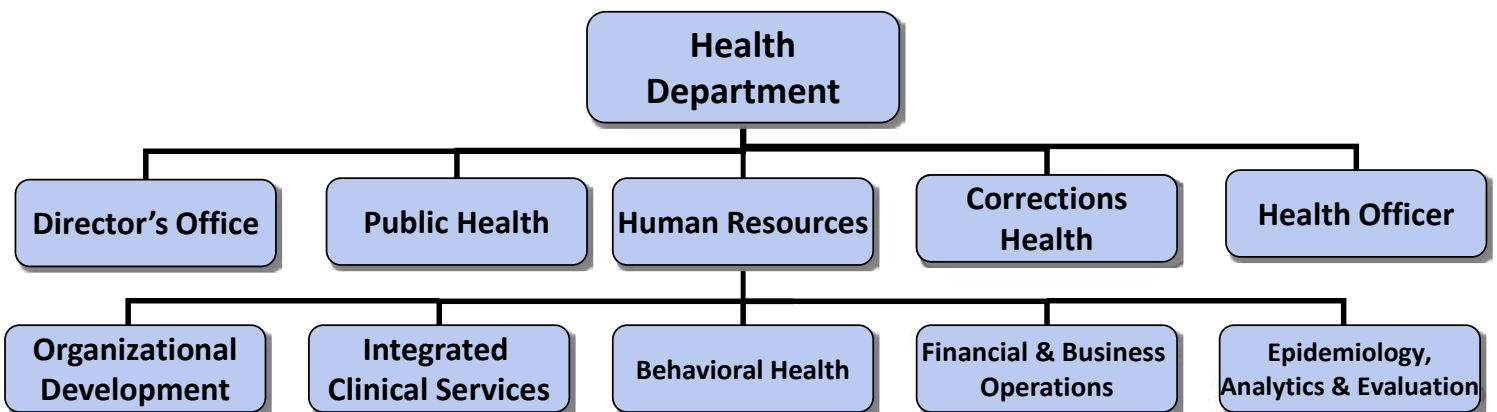 Health
Department
Director’s Office
Public Health
Human Resources
Corrections
Health
Health Officer
Organizational
Development
Integrated
Clinical Services
Behavioral Health
Financial & Business
Operations
Epidemiology,
Analytics & Evaluation